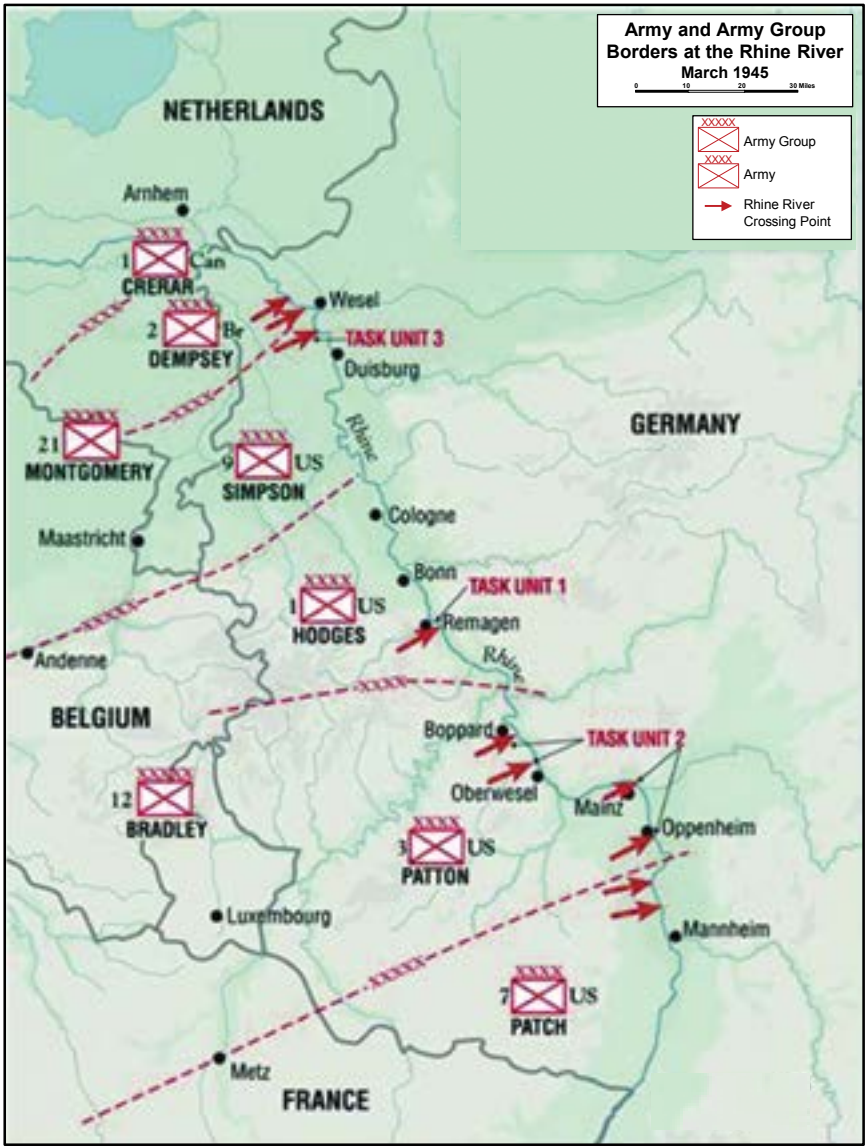 Army and Army Group
Borders at the Rhine River
March 1945
0 10 20 30 Miles
XXXXX
Army Group
XXXX
Army
Rhine River
Crossing Point
NETHERLANDS
Arnhem
XXXX
1 Can
CRERAR
XXXX
XXXX
2 Br
DEMPSEY
Wesel
TASK UNIT 3
Duisburg
XXXX
XXXXX
21
MONTGOMERY
Rhine
GERMANY
XXXX
9 US
SIMPSON
Cologne
Maastricht
Bonn
TASK UNIT 1
XXXX
1 US
HODGES
Remagen
XXXXX
Andenne
Rhine
XXXX
BELGIUM
Boppard
TASK UNIT 2
XXXXX
12
BRADLEY
Oberwesel
Mainz
Oppenheim
XXXX
3 US
PATTON
Luxembourg
Mannheim
XXXXX
XXXX
7 US
PATCH
Metz
FRANCE